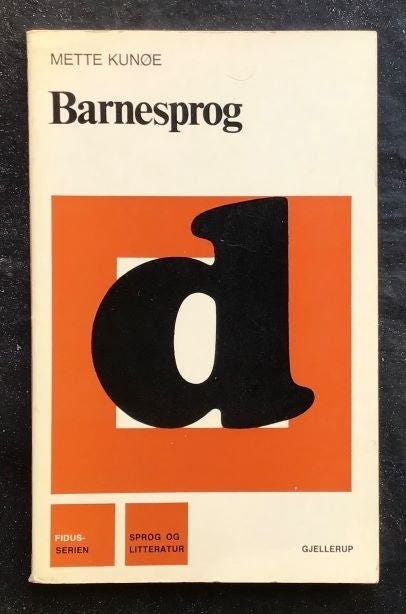 METTE KUNØE
Barnesprog
d
FIDUS-
SERIEN
SPROG OG
LITTERATUR
GJELLERUP